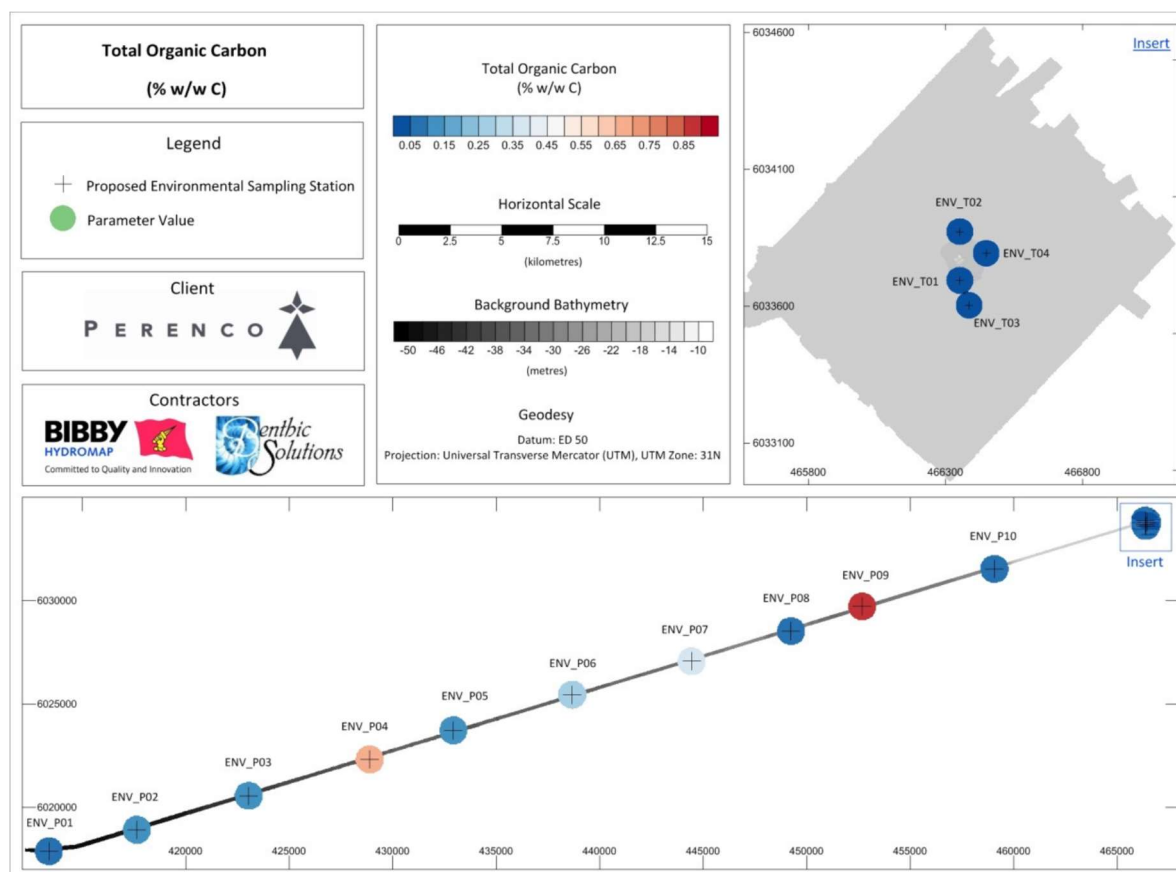 Total Organic Carbon
(% w/w C)
Legend
Proposed Environmental Sampling Station
Parameter Value
Client
PERENCO
Contractors
BIBBY
HYDROMAP
Committed to Quality and Innovation
Benthic
Solutions
Total Organic Carbon
(% w/w C)
0.05 0.15 0.25 0.35 0.45 0.55 0.65 0.75 0.85
Horizontal Scale
0 2.5 5 7.5 10 12.5 15
(kilometres)
Background Bathymetry
-50 -46 -42 -38 -34 -30 -26 -22 -18 -14 -10
(metres)
Geodesy
Datum: ED 50
Projection: Universal Transverse Mercator (UTM), UTM Zone: 31N
6034600
Insert
6034100
ENV_T02
ENV_T04
ENV_T01
6033600
ENV_T03
6033100
465800 466300 466800
ENV_P10
Insert
ENV_P09
6030000
ENV_P08
ENV_P07
ENV_P06
ENV_P05
6025000
ENV_P04
ENV_P03
ENV_P02
6020000
ENV_P01
420000 425000 430000 435000 440000 445000 450000 455000 460000 465000